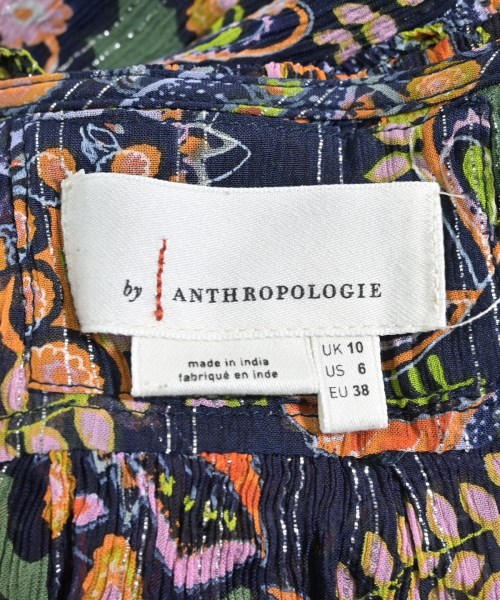 by ANTHROPOLOGIE
made in india
fabriqué en inde
UK 10
US 6
EU 38